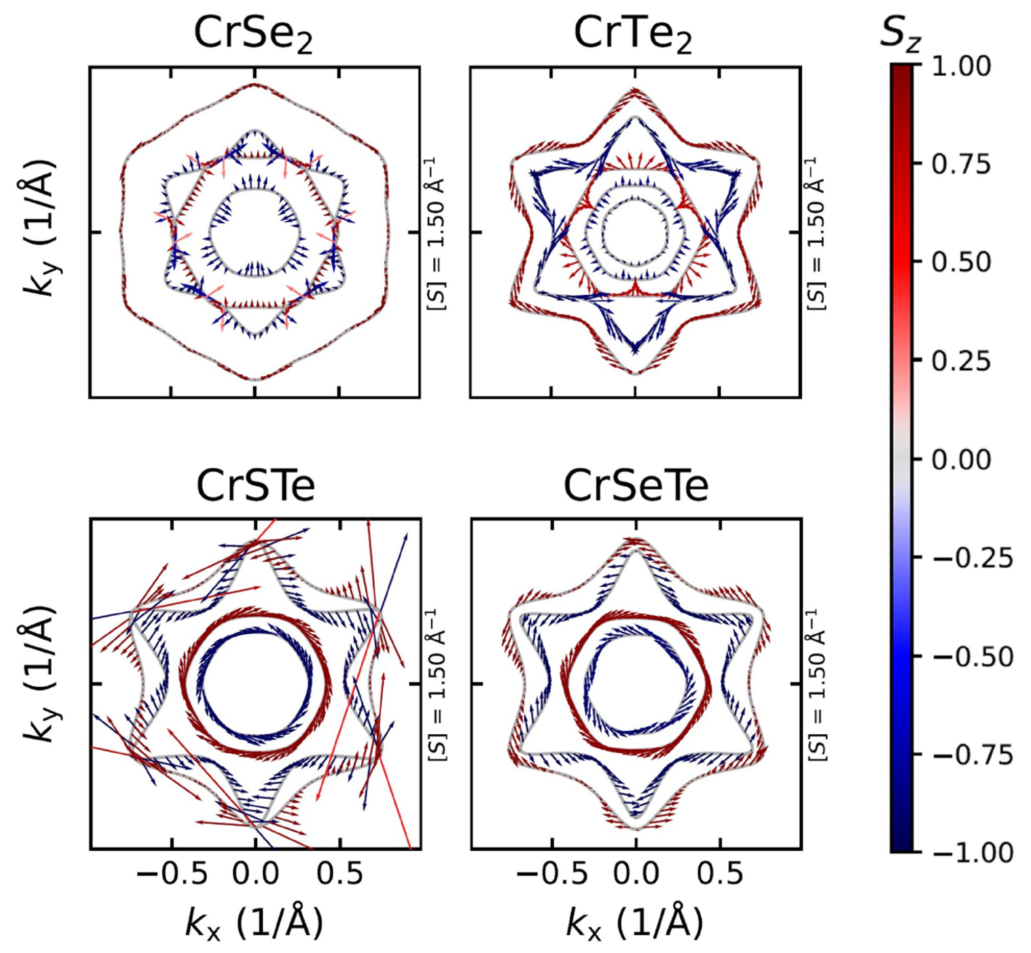 CrSe₂ CrTe₂ S_z
k_y (1/Å) [S] = 1.50 Å⁻¹ [S] = 1.50 Å⁻¹
1.00
0.75
0.50
0.25
0.00
−0.25
−0.50
−0.75
−1.00
CrSTe CrSeTe
k_y (1/Å) [S] = 1.50 Å⁻¹ [S] = 1.50 Å⁻¹
−0.5 0.0 0.5 −0.5 0.0 0.5
k_x (1/Å) k_x (1/Å)